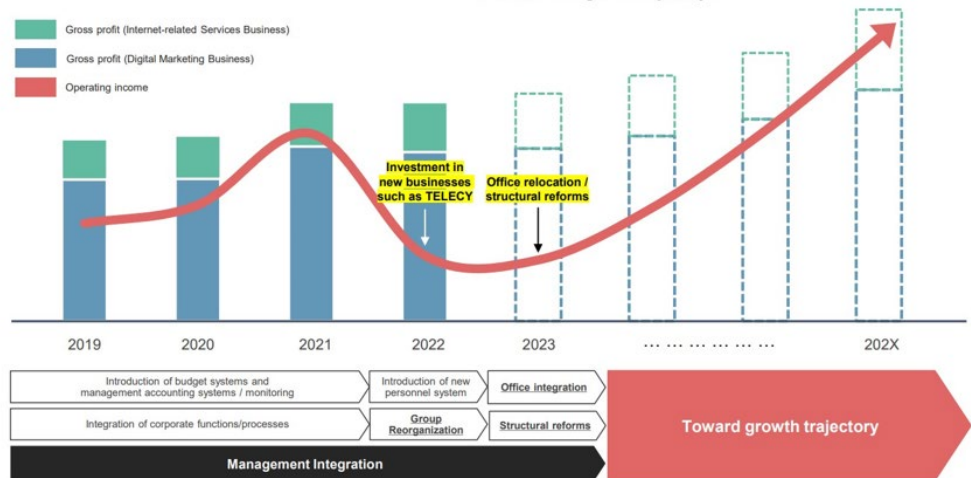 Gross profit (Internet-related Services Business)
Gross profit (Digital Marketing Business)
Operating income
Investment in
new businesses
such as TELECY
Office relocation /
structural reforms
2019
2020
2021
2022
2023
... ... ... ... ... ...
202X
Introduction of budget systems and
management accounting systems / monitoring
Introduction of new
personnel system
Office integration
Integration of corporate functions/processes
Group
Reorganization
Structural reforms
Toward growth trajectory
Management Integration